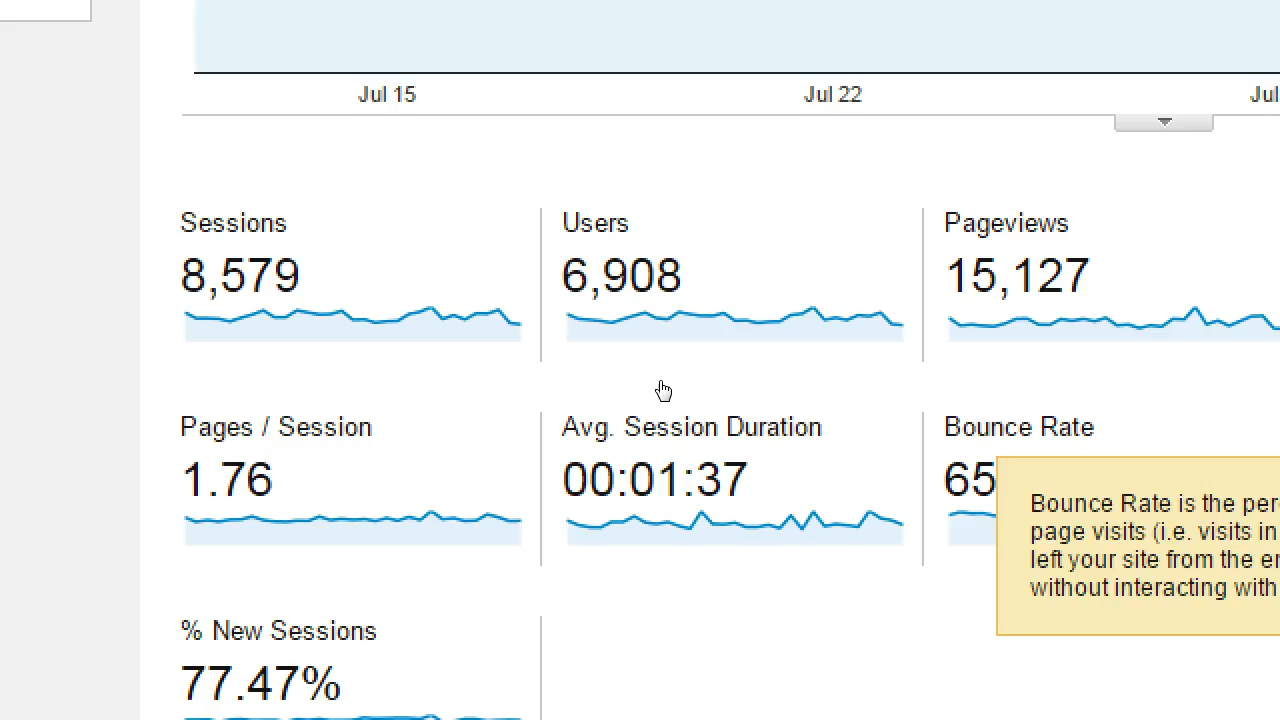 Jul 15 Jul 22 Jul
Sessions Users Pageviews
8,579 6,908 15,127
Pages / Session Avg. Session Duration Bounce Rate
1.76 00:01:37 65
Bounce Rate is the
page visits (i.e. visits in
left your site from the
without interacting with
% New Sessions
77.47%